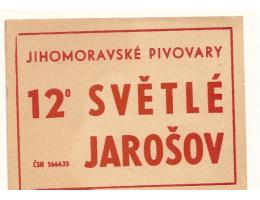 JIHOMORAVSKÉ PIVOVARY
12° SVĚTLÉ
JAROŠOV
ČSN 566635